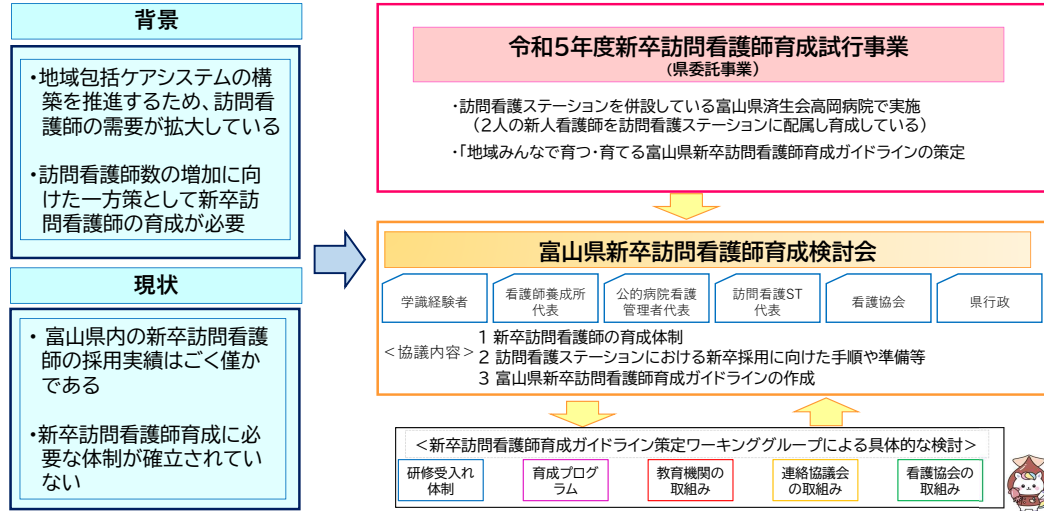 背景
・地域包括ケアシステムの構
築を推進するため、訪問看
護師の需要が拡大している
・訪問看護師数の増加に向
けた一方策として新卒訪
問看護師の育成が必要
現状
・ 富山県内の新卒訪問看護
師の採用実績はごく僅か
である
・新卒訪問看護師育成に必
要な体制が確立されてい
ない
令和5年度新卒訪問看護師育成試行事業
(県委託事業)
・訪問看護ステーションを併設している富山県済生会高岡病院で実施
（2人の新人看護師を訪問看護ステーションに配属し育成している）
・「地域みんなで育つ・育てる富山県新卒訪問看護師育成ガイドラインの策定
富山県新卒訪問看護師育成検討会
学識経験者
看護師養成所
代表
公的病院看護
管理者代表
訪問看護ST
代表
看護協会
県行政
＜協議内容＞
1 新卒訪問看護師の育成体制
2 訪問看護ステーションにおける新卒採用に向けた手順や準備等
3 富山県新卒訪問看護師育成ガイドラインの作成
＜新卒訪問看護師育成ガイドライン策定ワーキンググループによる具体的な検討＞
研修受入れ
体制
育成プログ
ラム
教育機関の
取組み
連絡協議会
の取組み
看護協会の
取組み